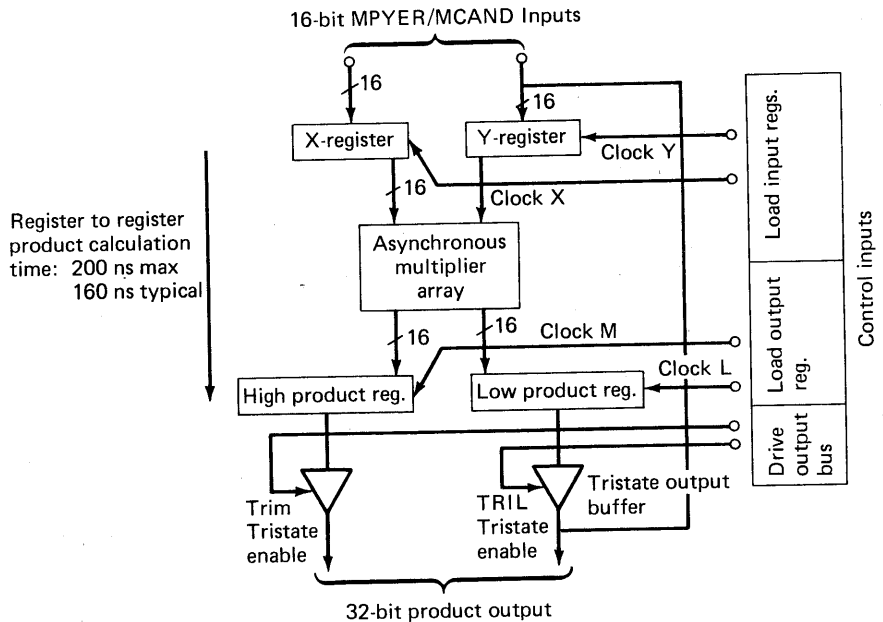 16-bit MPYER/MCAND Inputs
16
16
X-register
Y-register
Clock Y
Clock X
16
Load input regs.
Register to register
product calculation
time: 200 ns max
160 ns typical
Asynchronous
multiplier
array
16
16
Clock M
Clock L
Load output
reg.
Control inputs
High product reg.
Low product reg.
Drive
output
bus
Trim
Tristate
enable
TRIL
Tristate
enable
Tristate output
buffer
32-bit product output